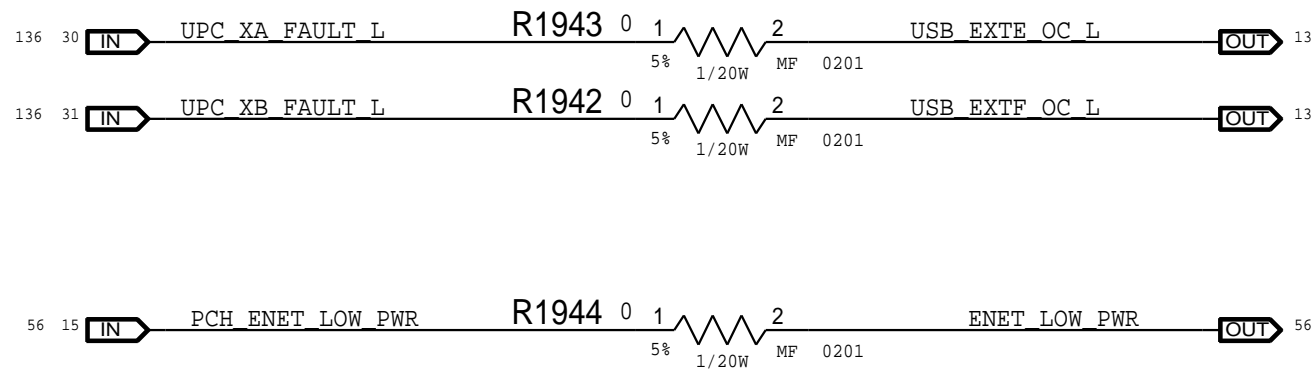 136 30 IN UPC_XA_FAULT_L R1943 0 1 2 USB_EXTE_OC_L OUT 13
5% 1/20W MF 0201
136 31 IN UPC_XB_FAULT_L R1942 0 1 2 USB_EXTF_OC_L OUT 13
5% 1/20W MF 0201
56 15 IN PCH_ENET_LOW_PWR R1944 0 1 2 ENET_LOW_PWR OUT 56
5% 1/20W MF 0201